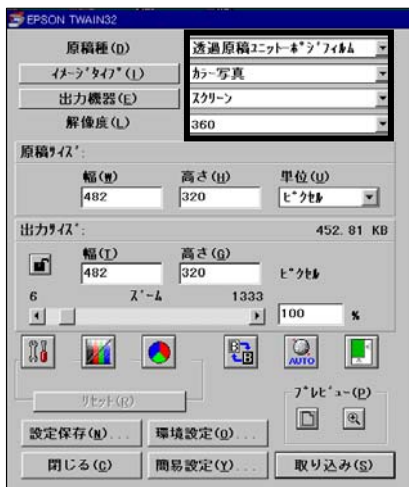 EPSON TWAIN32
原稿種(D) 透過原稿ユニット-ポジフィルム
イメージタイプ(I) カラー写真
出力機器(E) スクリーン
解像度(L) 360
原稿サイズ:
幅(W) 高さ(H) 単位(U)
482 320 ピクセル
出力サイズ: 452.81 KB
幅(T) 高さ(G)
482 320 ピクセル
6 ズーム 1333
100 %
AUTO
リセット(R)
プレビュー(P)
設定保存(N)... 環境設定(O)...
閉じる(C) 簡易設定(Y)... 取り込み(S)